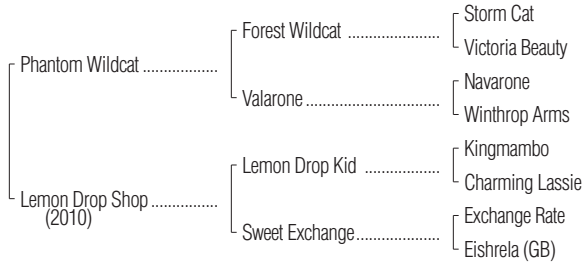 Storm Cat
Forest Wildcat ......................
Victoria Beauty
Phantom Wildcat ..................
Navarone
Valarone ................................
Winthrop Arms
Kingmambo
Lemon Drop Kid ..................
Charming Lassie
Lemon Drop Shop ................
(2010)
Exchange Rate
Sweet Exchange....................
Eishrela (GB)